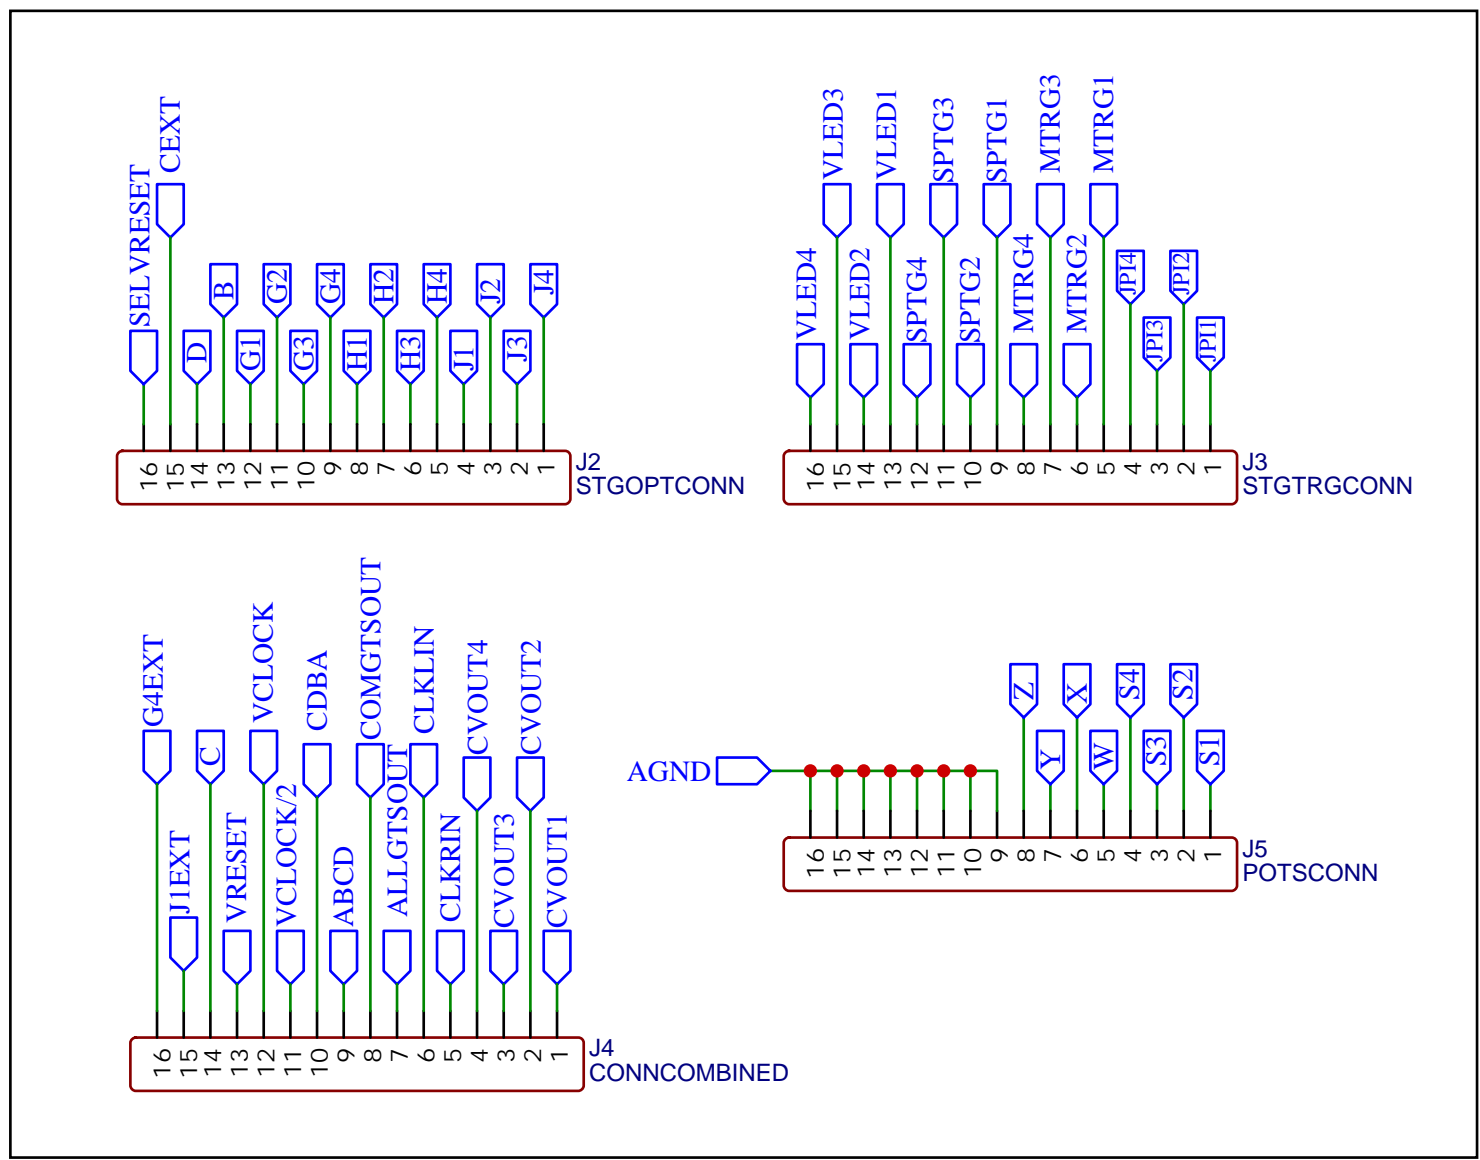 SELVRESET
CEXT
D
B
G1
G2
G3
G4
H1
H2
H3
H4
J1
J2
J3
J4
16 15 14 13 12 11 10 9 8 7 6 5 4 3 2 1
J2
STGOPTCONN
VLED4
VLED3
VLED2
VLED1
SPTG4
SPTG3
SPTG2
SPTG1
MTRG4
MTRG3
MTRG2
MTRG1
JPI4
JPI3
JPI2
JPI1
16 15 14 13 12 11 10 9 8 7 6 5 4 3 2 1
J3
STGTRGCONN
G4EXT
J1EXT
C
VRESET
VCLOCK
VCLOCK/2
CDBA
ABCD
COMGTSOUT
ALLGTSOUT
CLKLIN
CLKRIN
CVOUT4
CVOUT3
CVOUT2
CVOUT1
16 15 14 13 12 11 10 9 8 7 6 5 4 3 2 1
J4
CONNCOMBINED
AGND
Z
Y
X
W
S4
S3
S2
S1
16 15 14 13 12 11 10 9 8 7 6 5 4 3 2 1
J5
POTSCONN